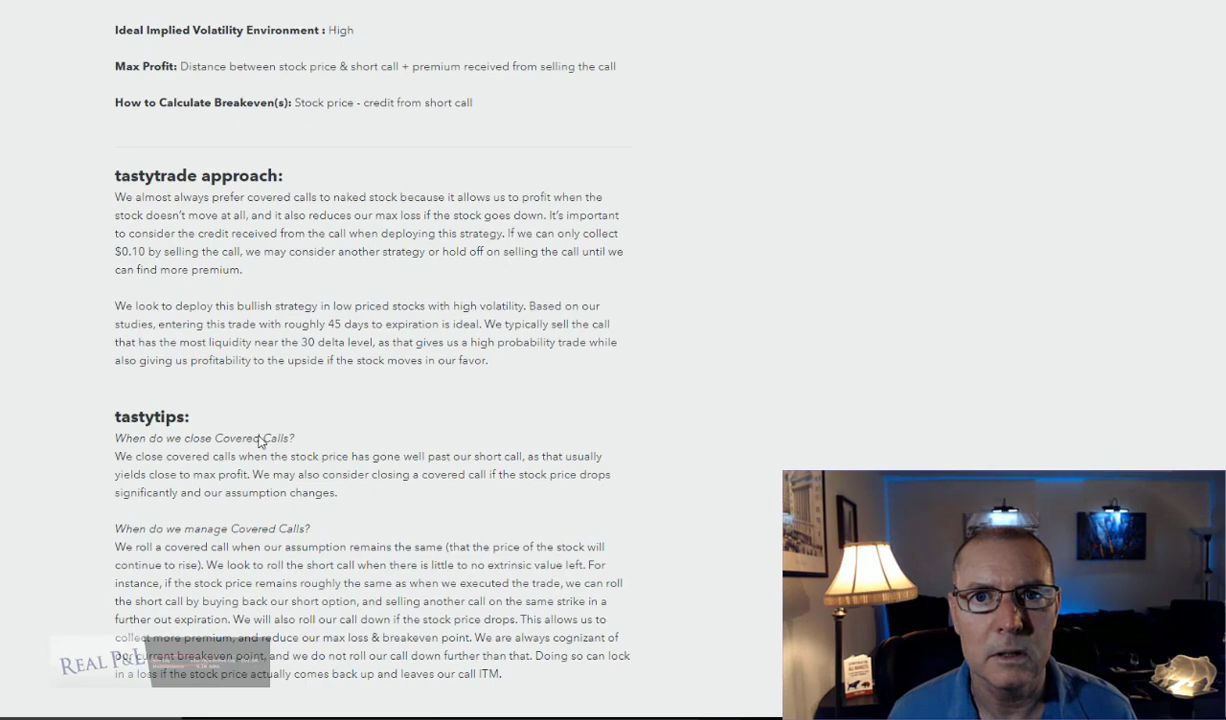 Ideal Implied Volatility Environment : High
Max Profit: Distance between stock price & short call + premium received from selling the call
How to Calculate Breakeven(s): Stock price - credit from short call
tastytrade approach:
We almost always prefer covered calls to naked stock because it allows us to profit when the
stock doesn't move at all, and it also reduces our max loss if the stock goes down. It's important
to consider the credit received from the call when deploying this strategy. If we can only collect
$0.10 by selling the call, we may consider another strategy or hold off on selling the call until we
can find more premium.
We look to deploy this bullish strategy in low priced stocks with high volatility. Based on our
studies, entering this trade with roughly 45 days to expiration is ideal. We typically sell the call
that has the most liquidity near the 30 delta level, as that gives us a high probability trade while
also giving us profitability to the upside if the stock moves in our favor.
tastytips:
When do we close Covered Calls?
We close covered calls when the stock price has gone well past our short call, as that usually
yields close to max profit. We may also consider closing a covered call if the stock price drops
significantly and our assumption changes.
When do we manage Covered Calls?
We roll a covered call when our assumption remains the same (that the price of the stock will
continue to rise). We look to roll the short call when there is little to no extrinsic value left. For
instance, if the stock price remains roughly the same as when we executed the trade, we can roll
the short call by buying back our short option, and selling another call on the same strike in a
further out expiration. We will also roll our call down if the stock price drops. This allows us to
collect more premium, and reduce our max loss & breakeven point. We are always cognizant of
our current breakeven point, and we do not roll our call down further than that. Doing so can lock
in a loss if the stock price actually comes back up and leaves our call ITM.
REAL P&L